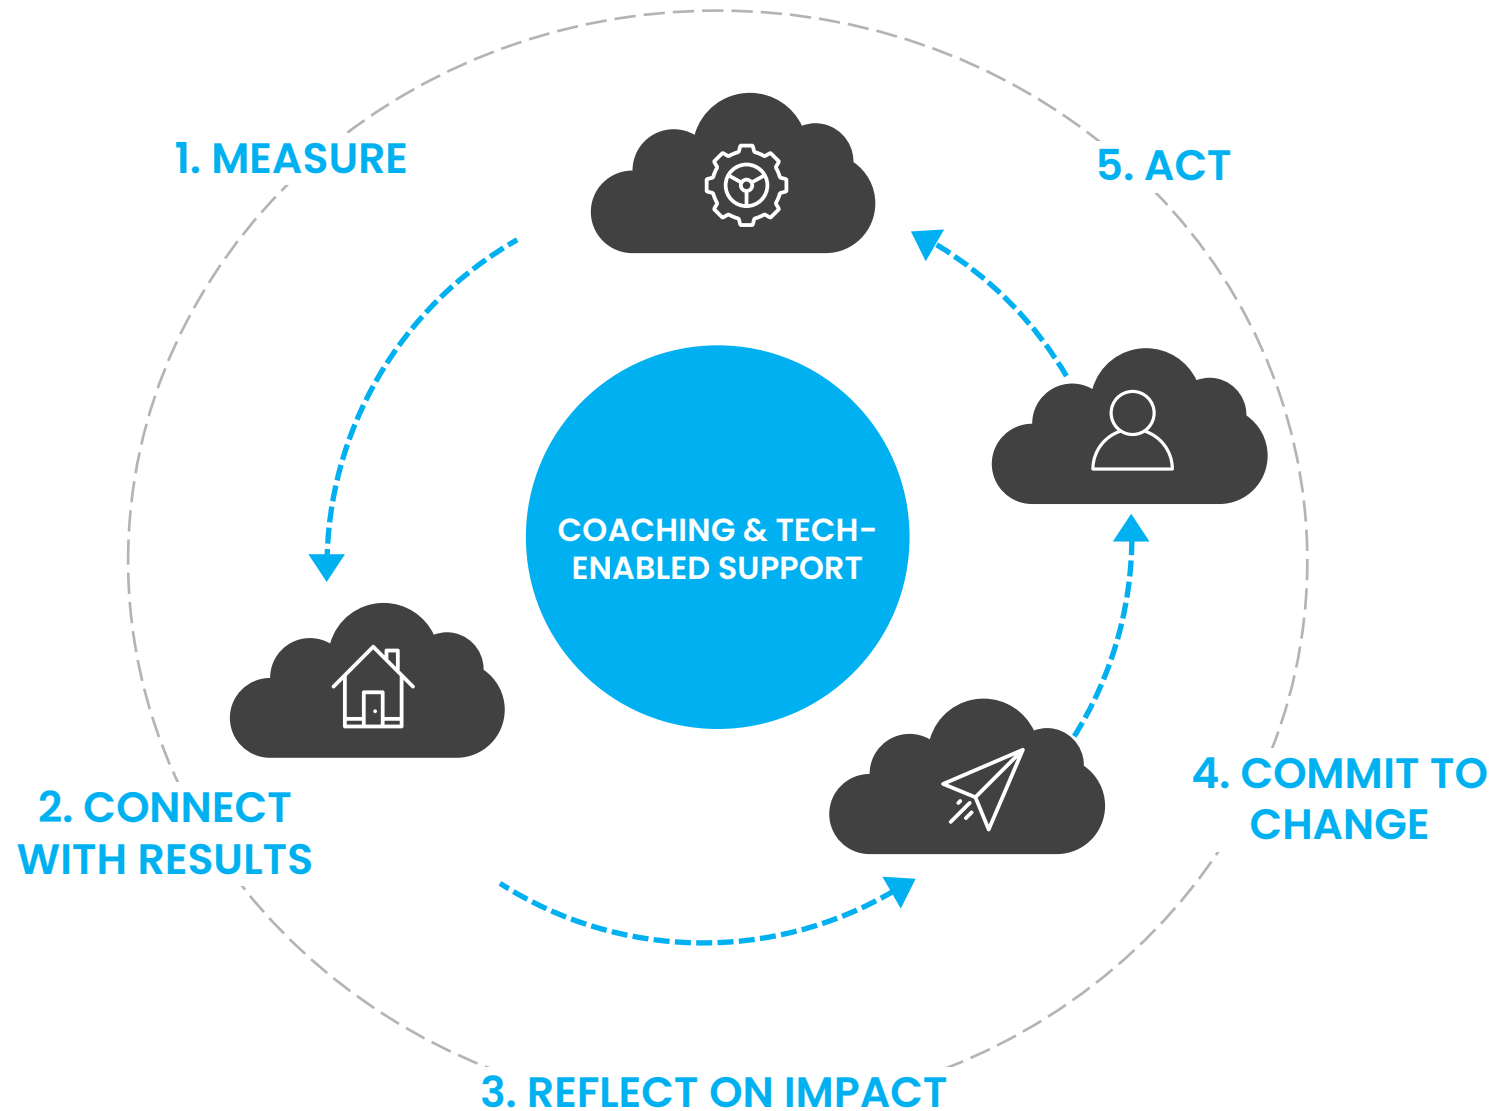 1. MEASURE
5. ACT
COACHING & TECH-
ENABLED SUPPORT
2. CONNECT
WITH RESULTS
4. COMMIT TO
CHANGE
3. REFLECT ON IMPACT